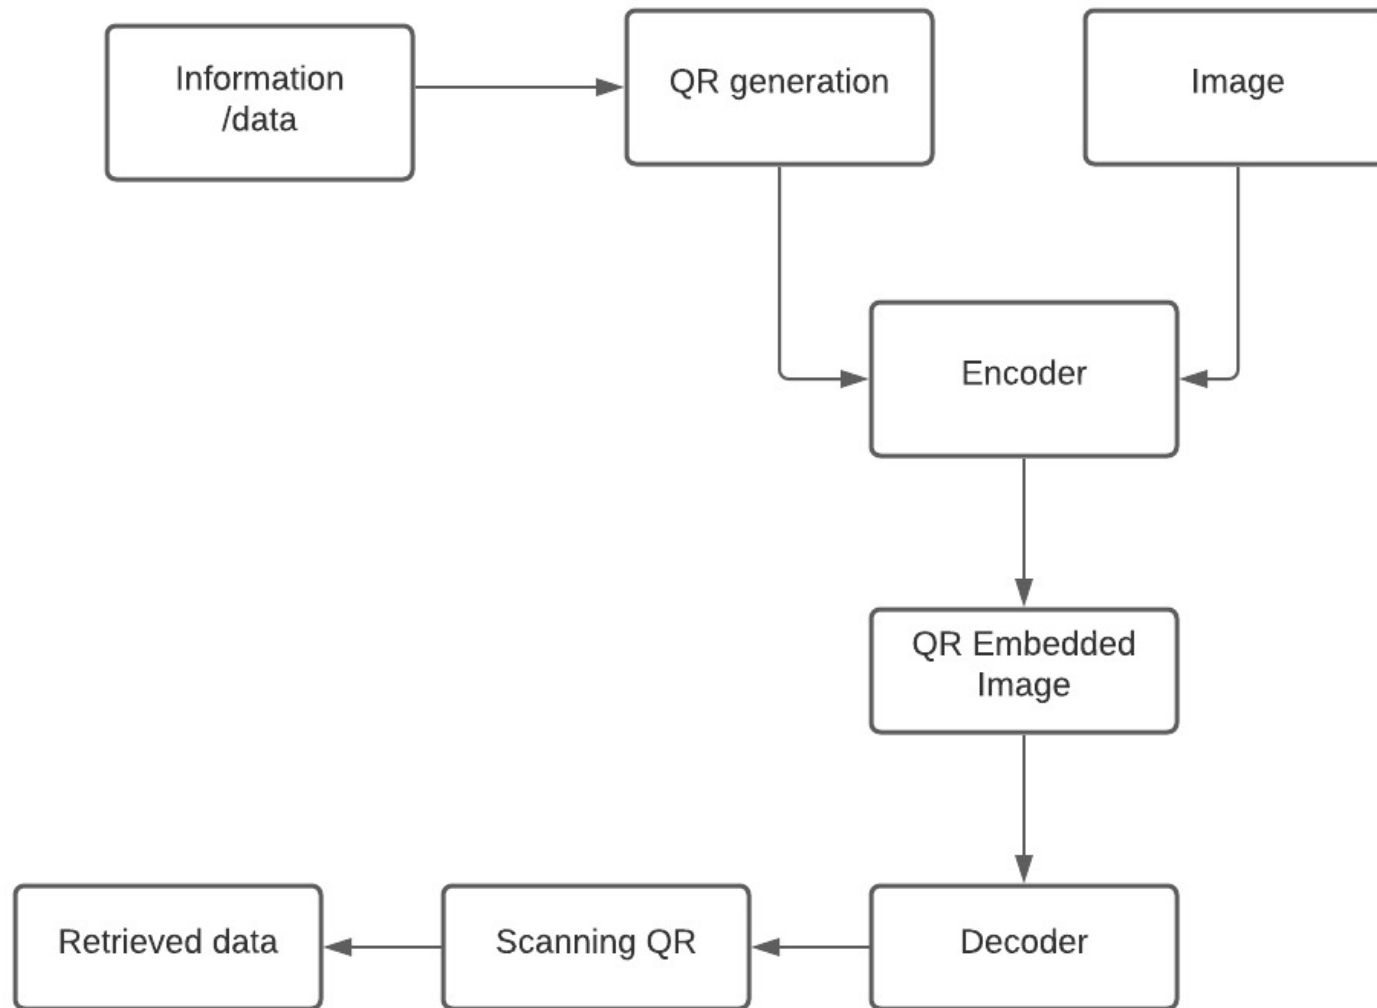 Information
/data
QR generation
Image
Encoder
QR Embedded
Image
Retrieved data
Scanning QR
Decoder